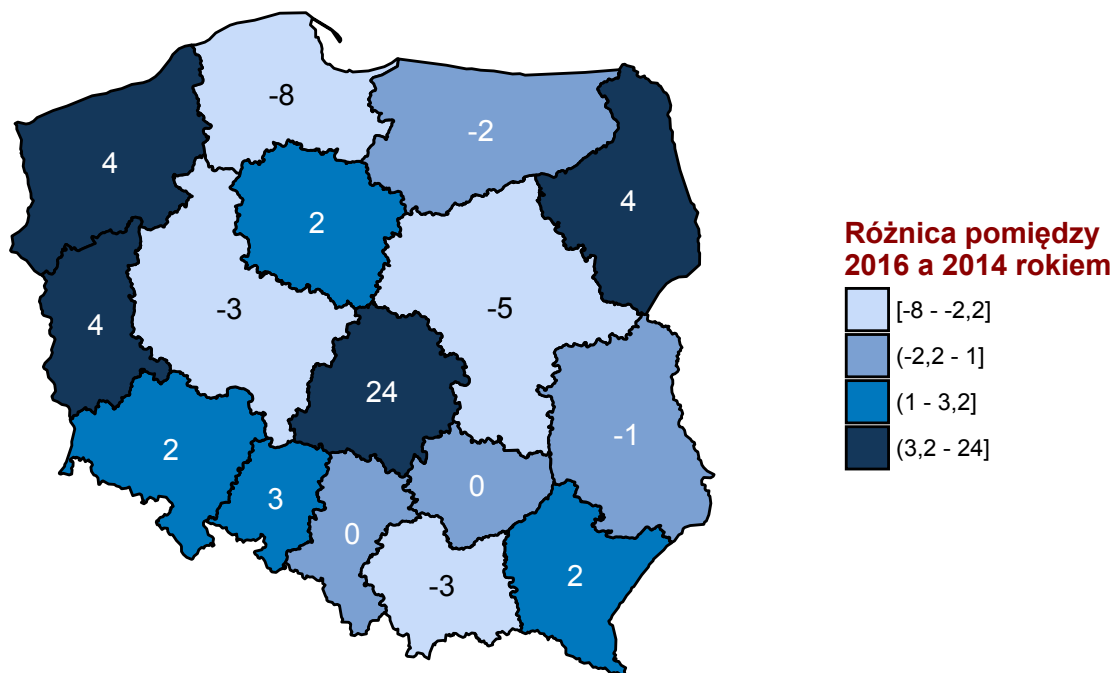 -8
-2
4
4
2
-3
-5
4
24
2
-1
0
3
0
-3
2
Różnica pomiędzy
2016 a 2014 rokiem
[-8 - -2,2]
(-2,2 - 1]
(1 - 3,2]
(3,2 - 24]